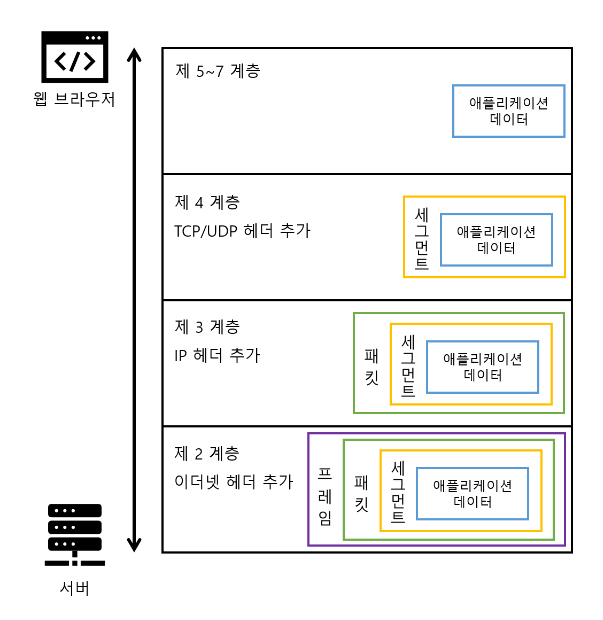 </>
웹 브라우저
제 5~7 계층
애플리케이션
데이터
제 4 계층
TCP/UDP 헤더 추가
세그먼트
애플리케이션
데이터
제 3 계층
IP 헤더 추가
패킷
세그먼트
애플리케이션
데이터
제 2 계층
이더넷 헤더 추가
프레임
패킷
세그먼트
애플리케이션
데이터
서버